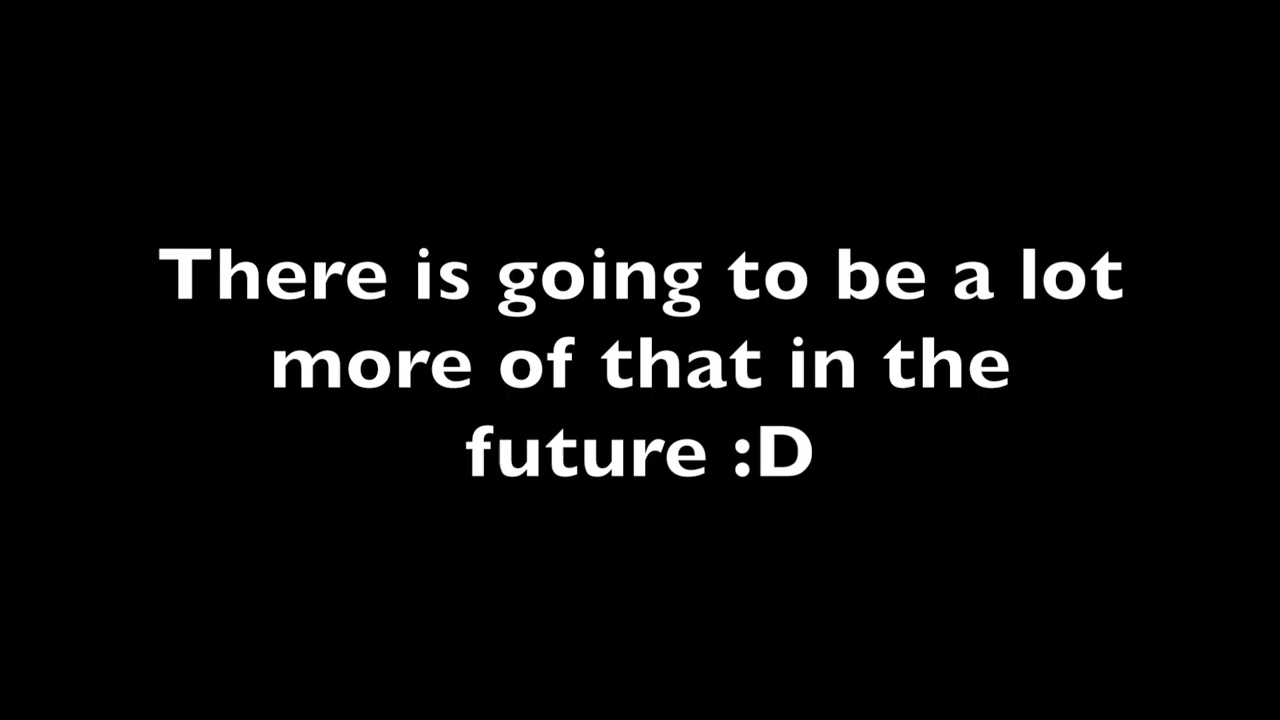 There is going to be a lot
more of that in the
future :D